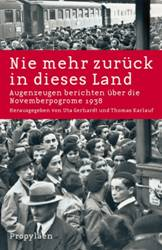 Nie mehr zurück
in dieses Land
Augenzeugen berichten über die
Novemberpogrome 1938
Herausgegeben von Uta Gerhardt und Thomas Karlauf
Propyläen